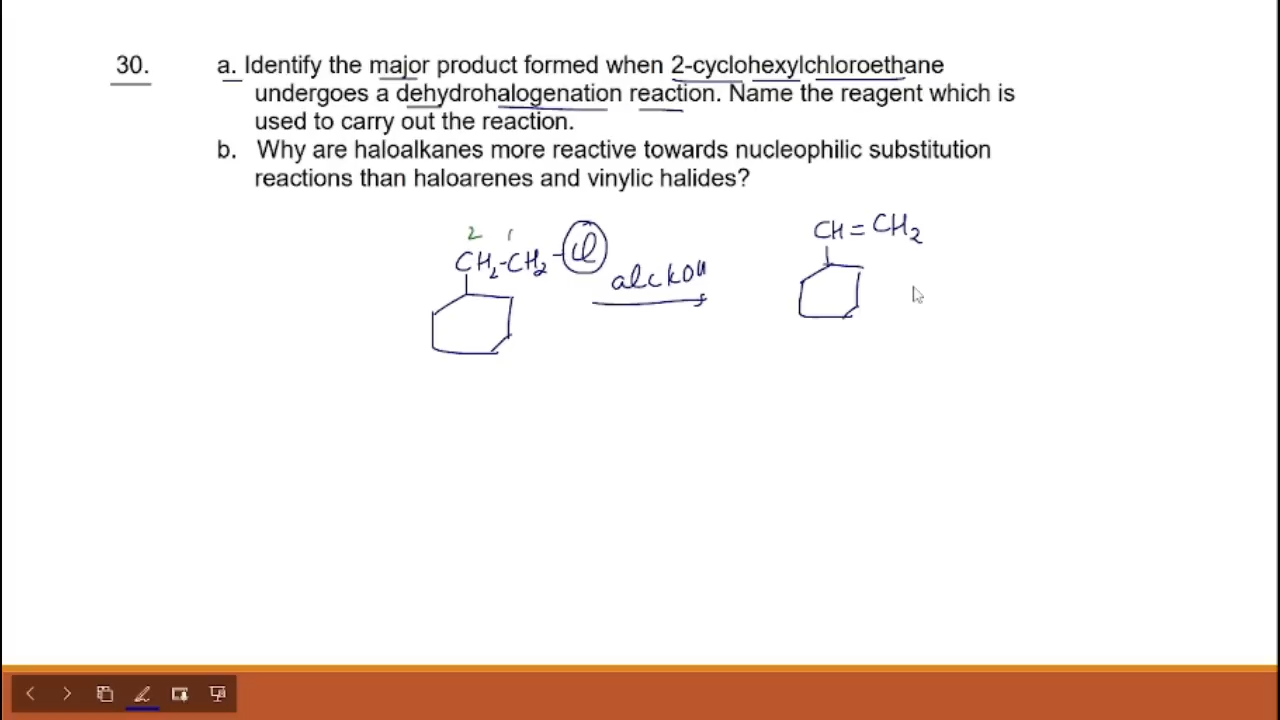 30. a. Identify the major product formed when 2-cyclohexylchloroethane
undergoes a dehydrohalogenation reaction. Name the reagent which is
used to carry out the reaction.
b. Why are haloalkanes more reactive towards nucleophilic substitution
reactions than haloarenes and vinylic halides?
2 1
CH₂-CH₂-Cl
alcKOH
CH=CH₂